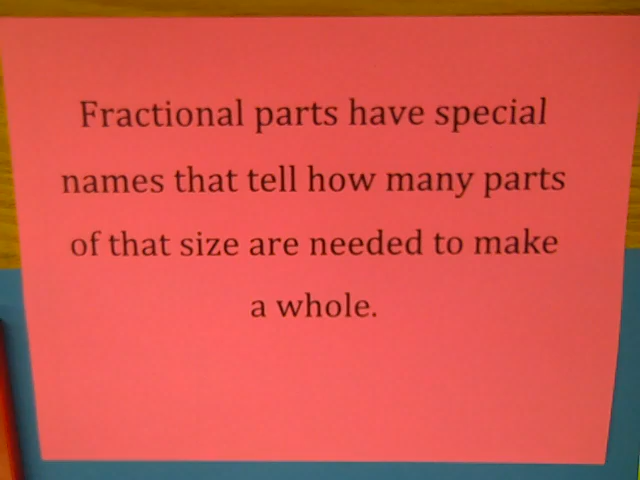 Fractional parts have special
names that tell how many parts
of that size are needed to make
a whole.